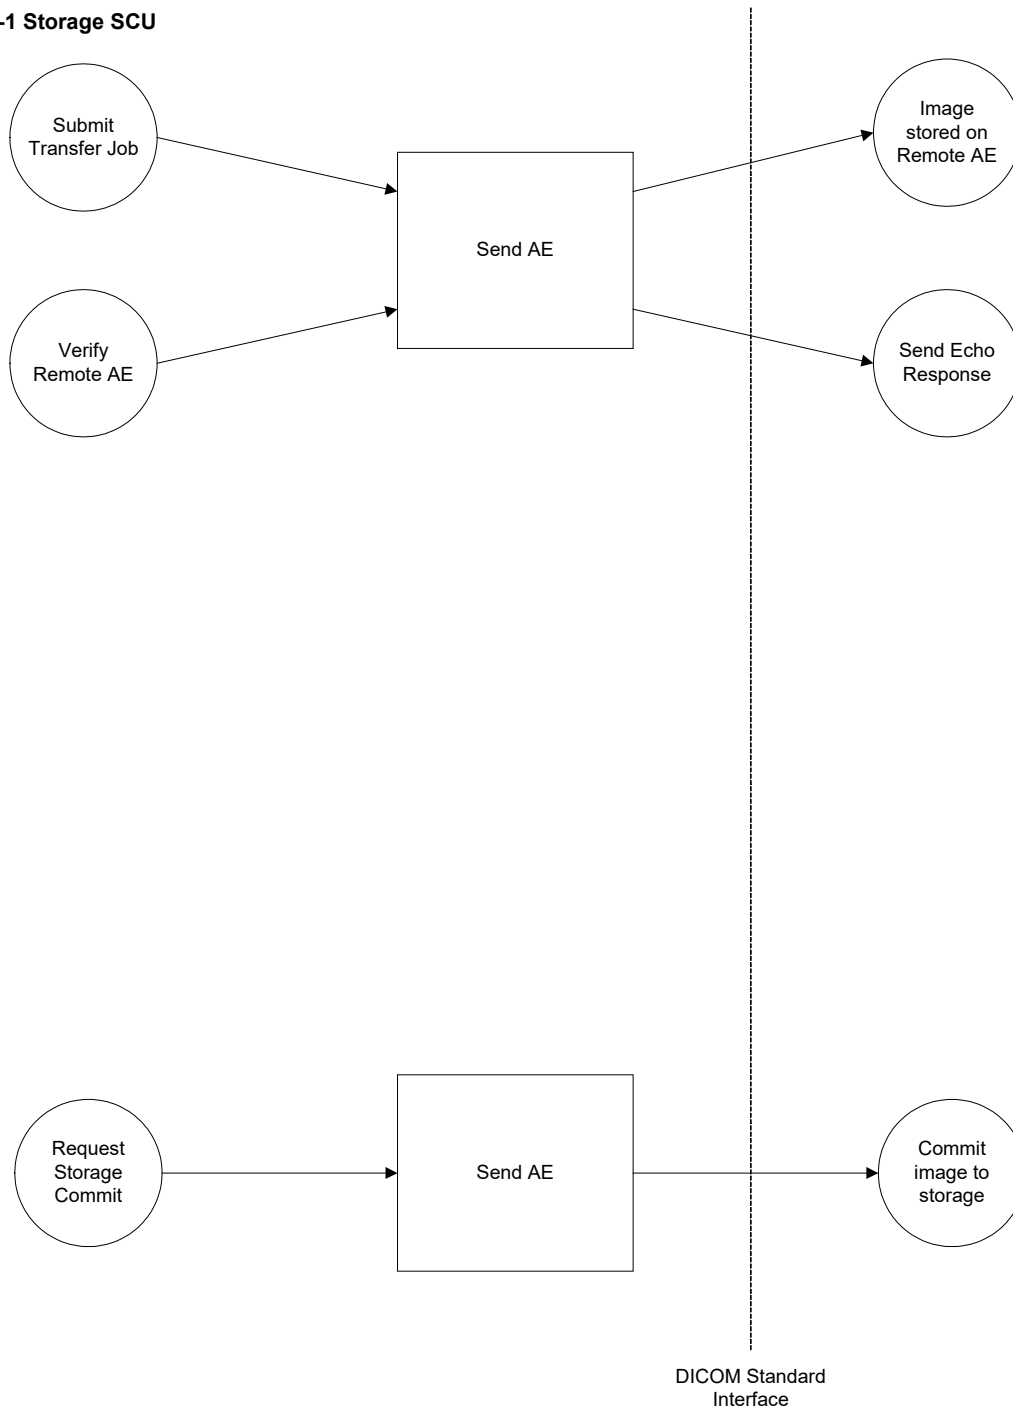 -1 Storage SCU
Submit
Transfer Job
Send AE
Image
stored on
Remote AE
Verify
Remote AE
Send Echo
Response
Request
Storage
Commit
Send AE
Commit
image to
storage
DICOM Standard
Interface